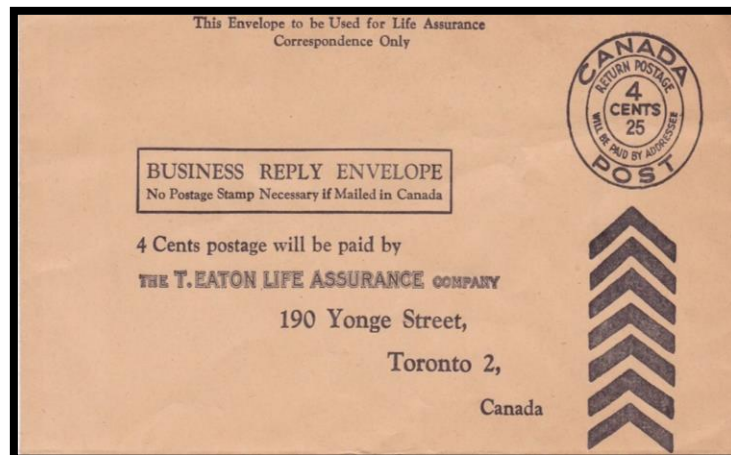 This Envelope to be Used for Life Assurance
Correspondence Only
CANADA
RETURN POSTAGE
4
CENTS
25
WILL BE PAID BY ADDRESSEE
POST
BUSINESS REPLY ENVELOPE
No Postage Stamp Necessary if Mailed in Canada
4 Cents postage will be paid by
THE T. EATON LIFE ASSURANCE COMPANY
190 Yonge Street,
Toronto 2,
Canada